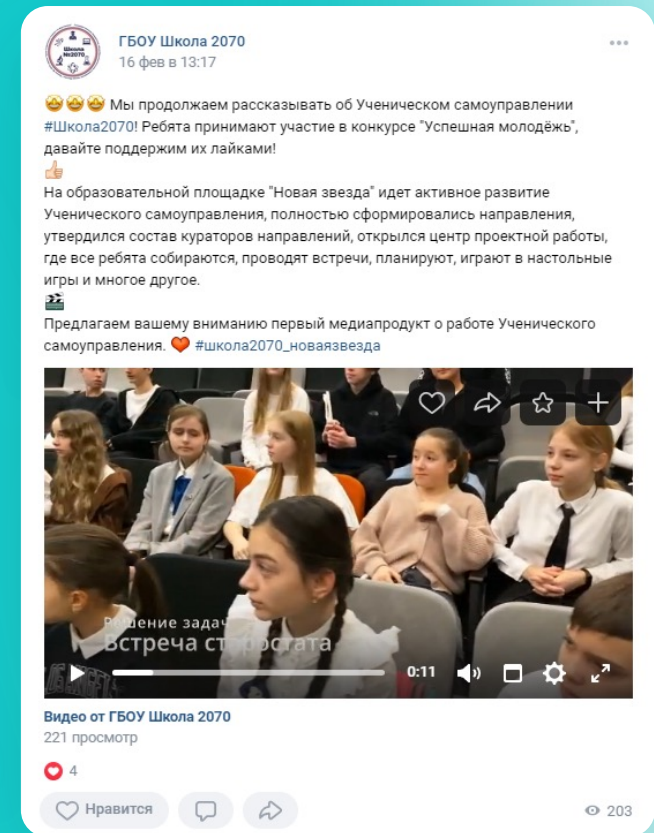 Школа
№2070
ГБОУ Школа 2070
16 фев в 13:17
🤩🤩🤩 Мы продолжаем рассказывать об Ученическом самоуправлении
#Школа2070! Ребята принимают участие в конкурсе "Успешная молодёжь",
давайте поддержим их лайками!
👍🏻
На образовательной площадке "Новая звезда" идет активное развитие
Ученического самоуправления, полностью сформировались направления,
утвердился состав кураторов направлений, открылся центр проектной работы,
где все ребята собираются, проводят встречи, планируют, играют в настольные
игры и многое другое.
🎬
Предлагаем вашему вниманию первый медиапродукт о работе Ученического
самоуправления. ❤ #школа2070_новаязвезда
Решение задач
Встреча старостата
0:11
Видео от ГБОУ Школа 2070
221 просмотр
4
Нравится
203